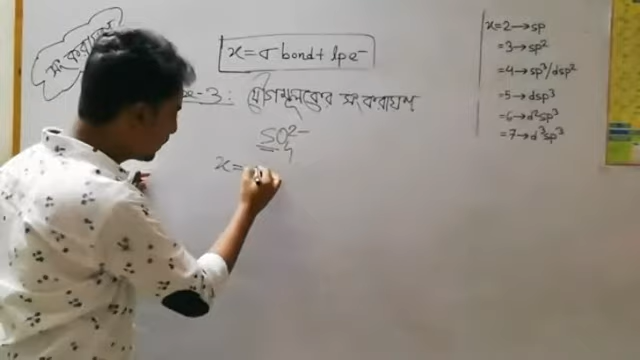 সংকরায়ন
x = σ bond + lpe⁻
-3: যৌগমূলকের সংকরায়ন
SO₄²⁻
x =
x = 2 → sp
= 3 → sp²
= 4 → sp³/dsp²
= 5 → dsp³
= 6 → d²sp³
= 7 → d³sp³